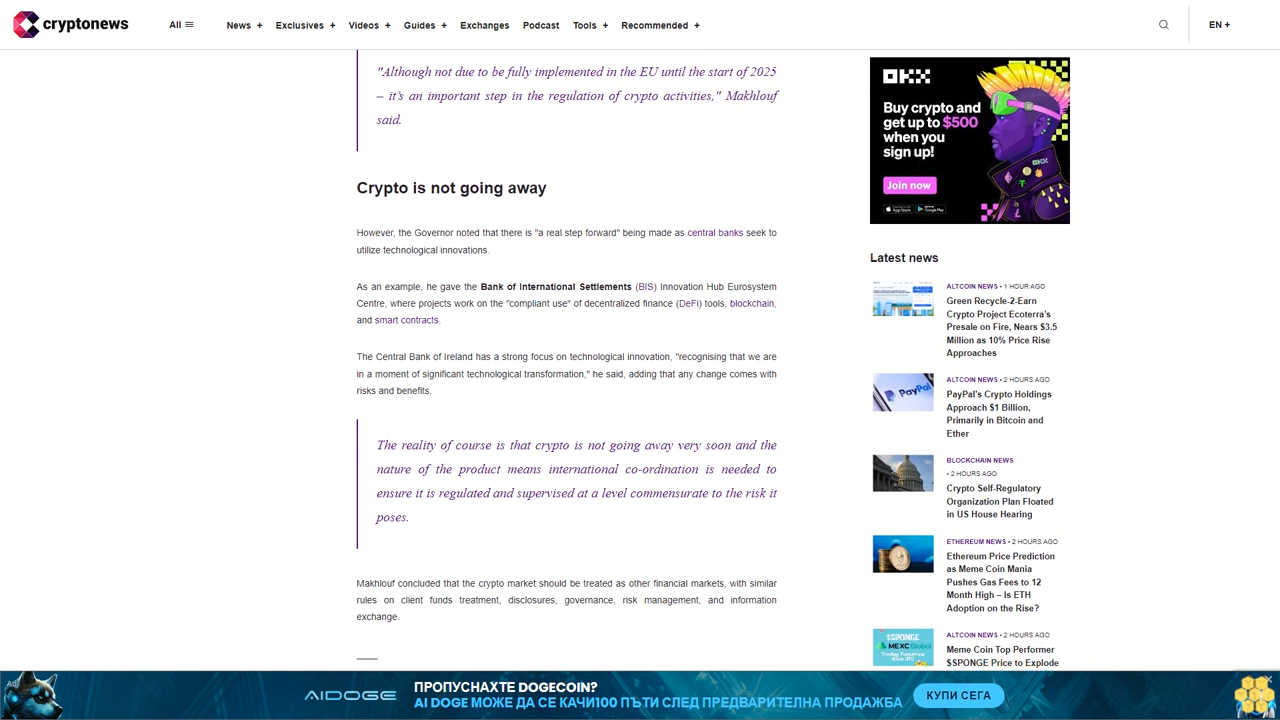 cryptonews
All
News +
Exclusives +
Videos +
Guides +
Exchanges
Podcast
Tools +
Recommended +
EN +
"Although not due to be fully implemented in the EU until the start of 2025
– it's an important step in the regulation of crypto activities," Makhlouf
said.
Crypto is not going away
However, the Governor noted that there is "a real step forward" being made as central banks seek to
utilize technological innovations.
As an example, he gave the Bank of International Settlements (BIS) Innovation Hub Eurosystem
Centre, where projects work on the "compliant use" of decentralized finance (DeFi) tools, blockchain,
and smart contracts.
The Central Bank of Ireland has a strong focus on technological innovation, "recognising that we are
in a moment of significant technological transformation," he said, adding that any change comes with
risks and benefits.
The reality of course is that crypto is not going away very soon and the
nature of the product means international co-ordination is needed to
ensure it is regulated and supervised at a level commensurate to the risk it
poses.
Makhlouf concluded that the crypto market should be treated as other financial markets, with similar
rules on client funds treatment, disclosures, governance, risk management, and information
exchange.
OKX
Buy crypto and
get up to $500
when you
sign up!
Join now
App Store
Google Play
Latest news
ALTCOIN NEWS • 1 HOUR AGO
Green Recycle-2-Earn
Crypto Project Ecoterra's
Presale on Fire, Nears $3.5
Million as 10% Price Rise
Approaches
PayPal
ALTCOIN NEWS • 2 HOURS AGO
PayPal's Crypto Holdings
Approach $1 Billion,
Primarily in Bitcoin and
Ether
BLOCKCHAIN NEWS
• 2 HOURS AGO
Crypto Self-Regulatory
Organization Plan Floated
in US House Hearing
ETHEREUM NEWS • 2 HOURS AGO
Ethereum Price Prediction
as Meme Coin Mania
Pushes Gas Fees to 12
Month High – Is ETH
Adoption on the Rise?
$SPONGE
MEXC Global
ALTCOIN NEWS • 2 HOURS AGO
Meme Coin Top Performer
$SPONGE Price to Explode
Ad
AIDOGE
ПРОПУСНАХТЕ DOGECOIN?
AI DOGE МОЖЕ ДА СЕ КАЧИ100 ПЪТИ СЛЕД ПРЕДВАРИТЕЛНА ПРОДАЖБА
КУПИ СЕГА